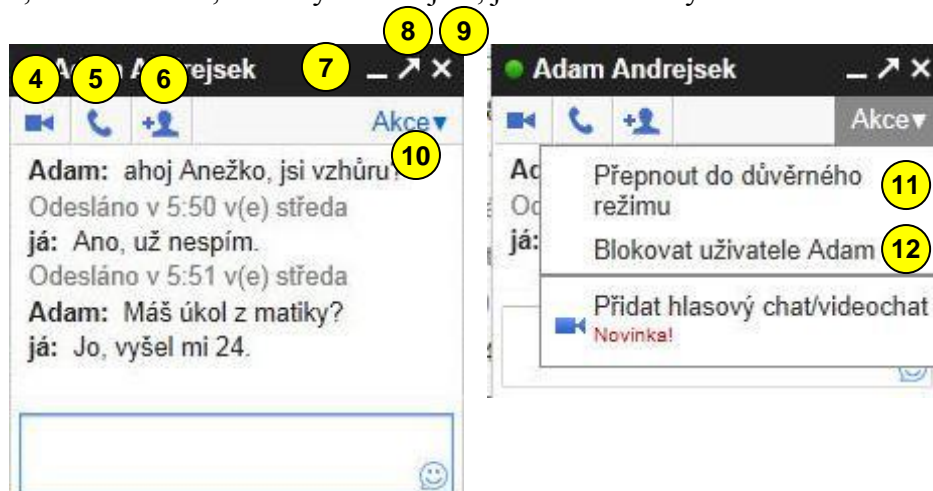 8 9
4 5 6 Andrejsek 7
Akce▼
10
Adam: ahoj Anežko, jsi vzhůru?
Odesláno v 5:50 v(e) středa
já: Ano, už nespím.
Odesláno v 5:51 v(e) středa
Adam: Máš úkol z matiky?
já: Jo, vyšel mi 24.
Adam Andrejsek
Akce▼
Přepnout do důvěrného
režimu
11
Blokovat uživatele Adam 12
já:
Přidat hlasový chat/videochat
Novinka!